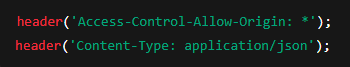 header('Access-Control-Allow-Origin: *');
header('Content-Type: application/json');